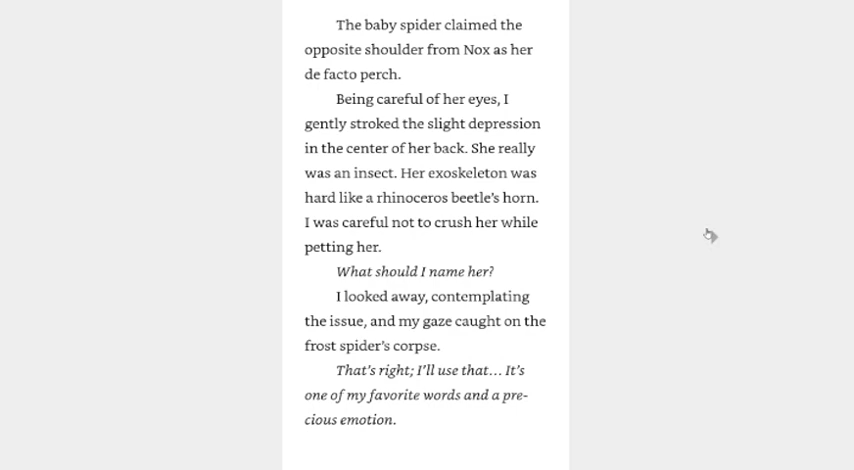 The baby spider claimed the
opposite shoulder from Nox as her
de facto perch.
Being careful of her eyes, I
gently stroked the slight depression
in the center of her back. She really
was an insect. Her exoskeleton was
hard like a rhinoceros beetle’s horn.
I was careful not to crush her while
petting her.
What should I name her?
I looked away, contemplating
the issue, and my gaze caught on the
frost spider’s corpse.
That’s right; I’ll use that… It’s
one of my favorite words and a pre-
cious emotion.